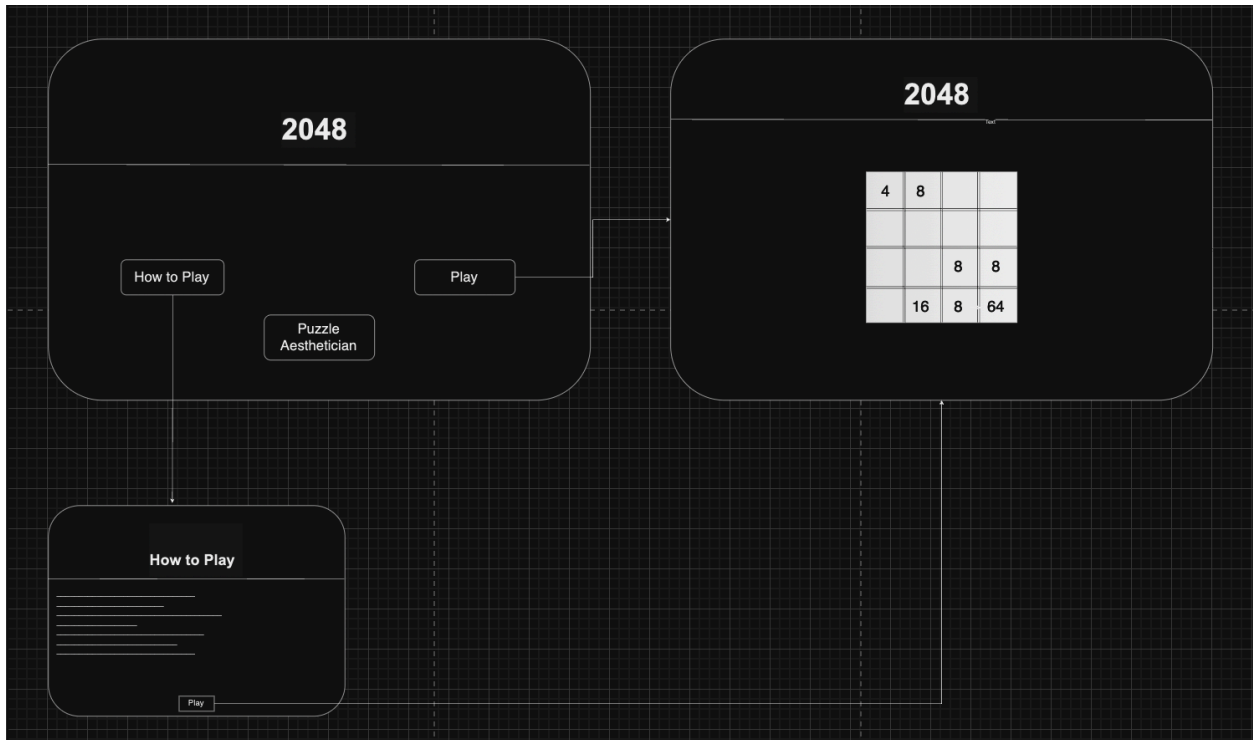 2048
How to Play
Play
Puzzle
Aesthetician
2048
Text
4 8
8 8
16 8 64
How to Play
Play